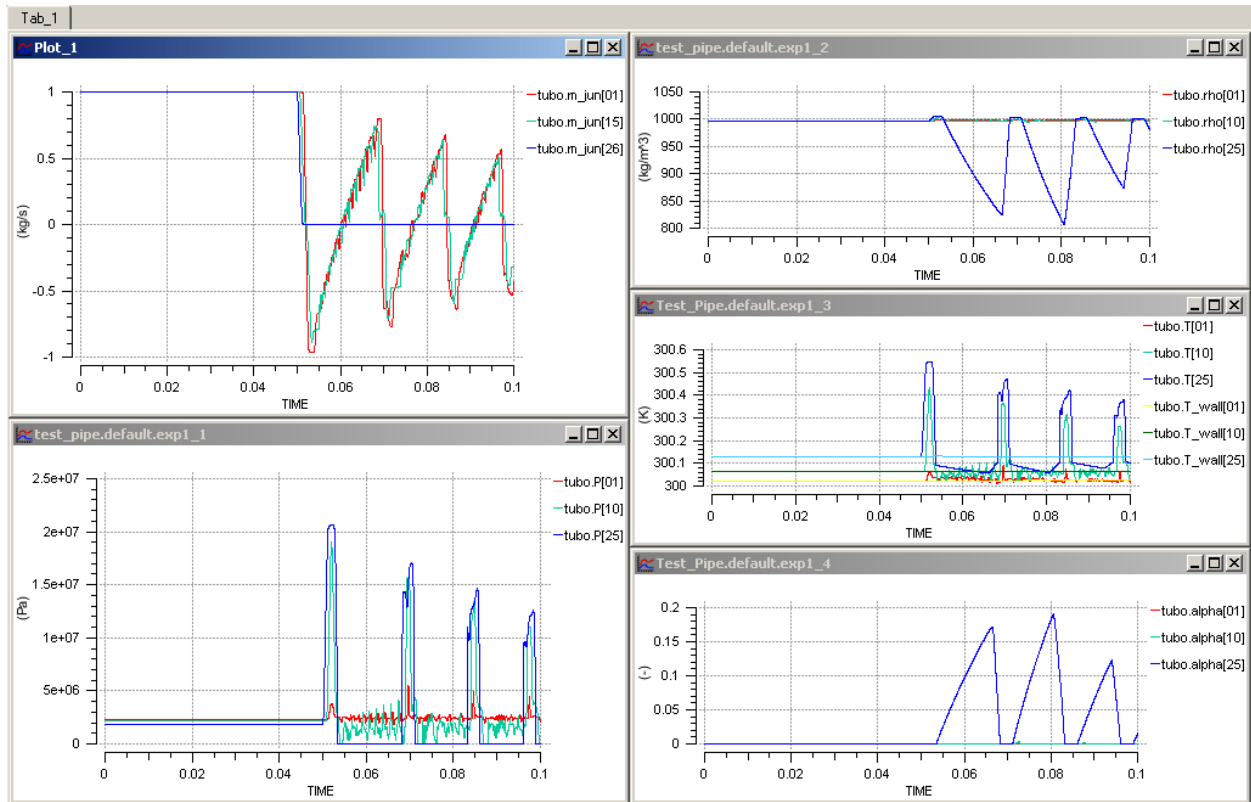 Tab_1
Plot_1
1
0.5
0
-0.5
-1
(kg/s)
0 0.02 0.04 0.06 0.08 0.1
TIME
tubo.m_jun[01]
tubo.m_jun[15]
tubo.m_jun[26]
test_pipe.default.exp1_1
2.5e+07
2e+07
1.5e+07
1e+07
5e+06
0
(Pa)
0 0.02 0.04 0.06 0.08 0.1
TIME
tubo.P[01]
tubo.P[10]
tubo.P[25]
test_pipe.default.exp1_2
1050
1000
950
900
850
800
(kg/m^3)
0 0.02 0.04 0.06 0.08 0.1
TIME
tubo.rho[01]
tubo.rho[10]
tubo.rho[25]
Test_Pipe.default.exp1_3
300.6
300.5
300.4
300.3
300.2
300.1
300
(K)
0 0.02 0.04 0.06 0.08 0.1
TIME
tubo.T[01]
tubo.T[10]
tubo.T[25]
tubo.T_wall[01]
tubo.T_wall[10]
tubo.T_wall[25]
Test_Pipe.default.exp1_4
0.2
0.15
0.1
0.05
0
(-)
0 0.02 0.04 0.06 0.08 0.1
TIME
tubo.alpha[01]
tubo.alpha[10]
tubo.alpha[25]